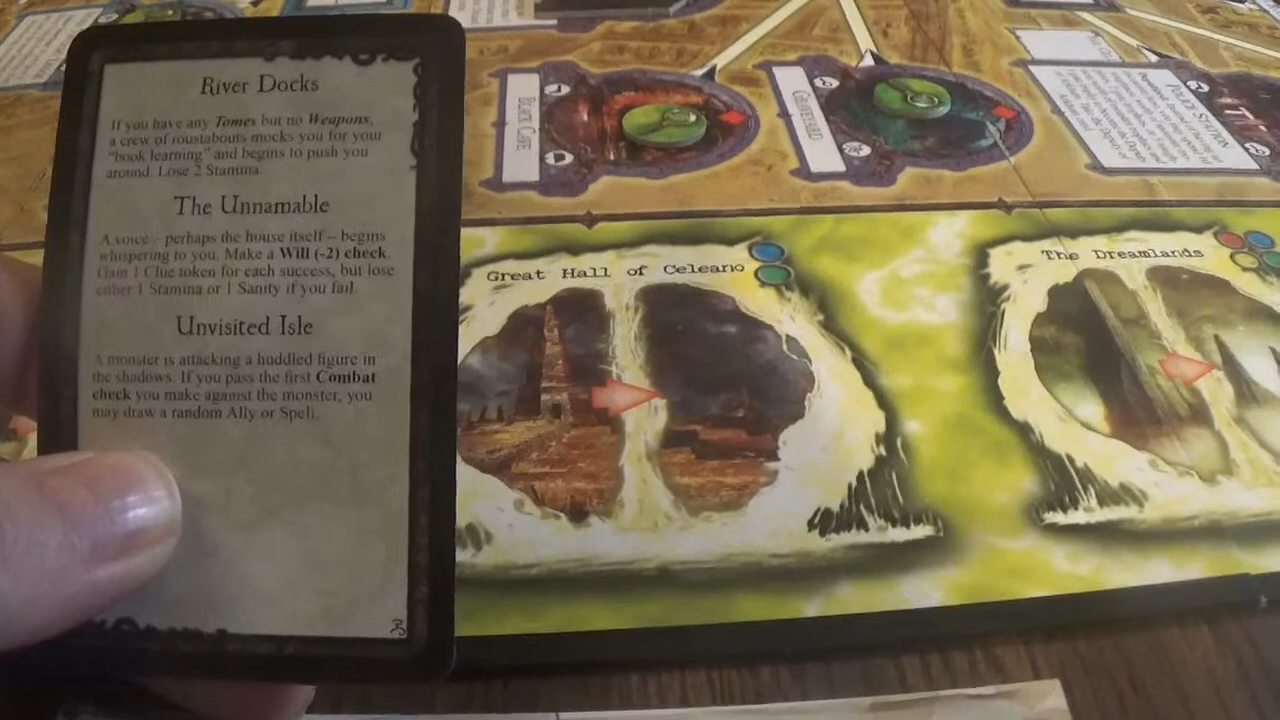 River Docks
If you have any Tomes but no Weapons,
a crew of roustabouts mocks you for your
"book learning" and begins to push you
around. Lose 2 Stamina.
The Unnamable
A voice – perhaps the house itself – begins
whispering to you. Make a Will (-2) check.
Gain 1 Clue token for each success, but lose
either 1 Stamina or 1 Sanity if you fail.
Unvisited Isle
A monster is attacking a huddled figure in
the shadows. If you pass the first Combat
check you make against the monster, you
may draw a random Ally or Spell.
BLACK CAVE
GRAVEYARD
POLICE STATION
Great Hall of Celeano
The Dreamlands